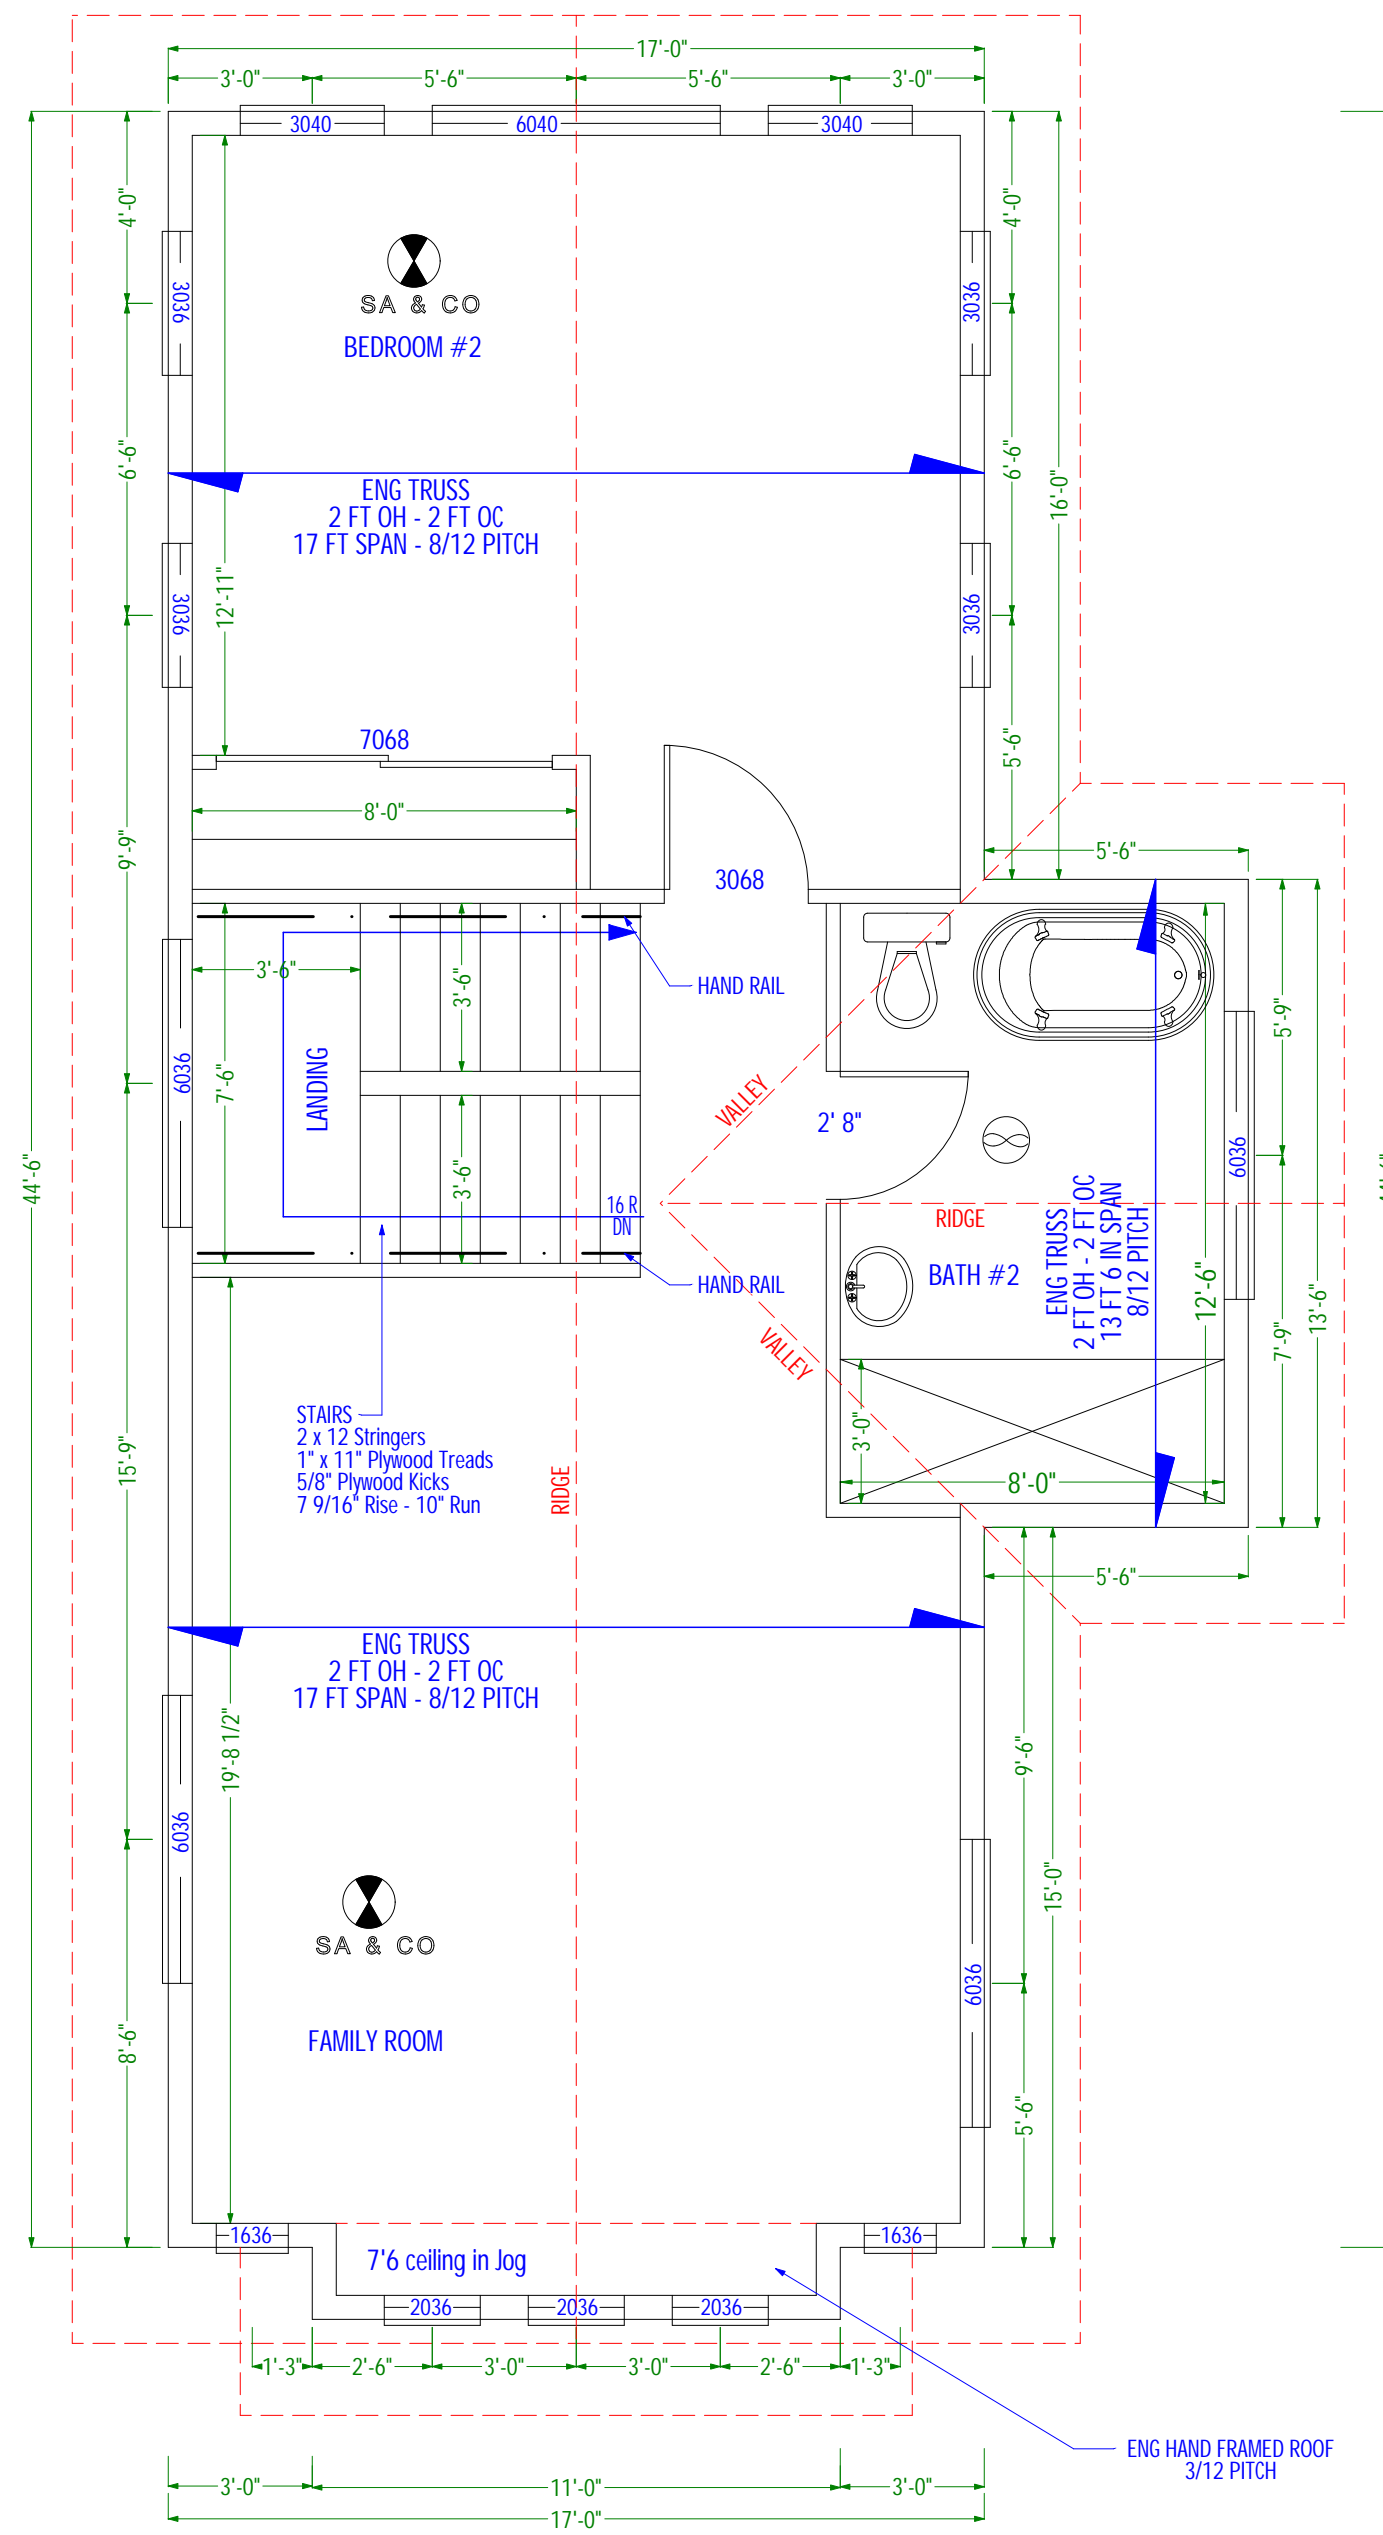 17'-0"
3'-0" 5'-6" 5'-6" 3'-0"
3040 6040 3040
4'-0"
4'-0"
3036
SA & CO
BEDROOM #2
3036
6'-6"
6'-6"
16'-0"
ENG TRUSS
2 FT OH - 2 FT OC
17 FT SPAN - 8/12 PITCH
12'-11"
3036
3036
7068
5'-6"
8'-0"
9'-9"
3068
5'-6"
3'-6"
3'-6"
HAND RAIL
5'-9"
6036
7'-6"
LANDING
VALLEY
2' 8"
6036
44'-6"
3'-6"
16 R
DN
RIDGE
BATH #2
ENG TRUSS
2 FT OH - 2 FT OC
13 FT 6 IN SPAN
8/12 PITCH
12'-6"
13'-6"
HAND RAIL
VALLEY
7'-9"
STAIRS
2 x 12 Stringers
1" x 11" Plywood Treads
5/8" Plywood Kicks
7 9/16" Rise - 10" Run
15'-9"
RIDGE
3'-0"
8'-0"
5'-6"
ENG TRUSS
2 FT OH - 2 FT OC
17 FT SPAN - 8/12 PITCH
19'-8 1/2"
9'-6"
6036
15'-0"
SA & CO
6036
FAMILY ROOM
8'-6"
5'-6"
1636 1636
7'6 ceiling in Jog
2036 2036 2036
1'-3" 2'-6" 3'-0" 3'-0" 2'-6" 1'-3"
ENG HAND FRAMED ROOF
3/12 PITCH
3'-0" 11'-0" 3'-0"
17'-0"